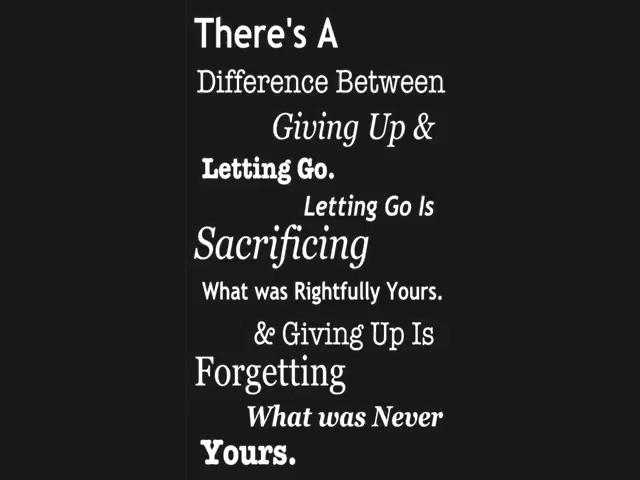 There's A
Difference Between
Giving Up &
Letting Go.
Letting Go Is
Sacrificing
What was Rightfully Yours.
& Giving Up Is
Forgetting
What was Never
Yours.